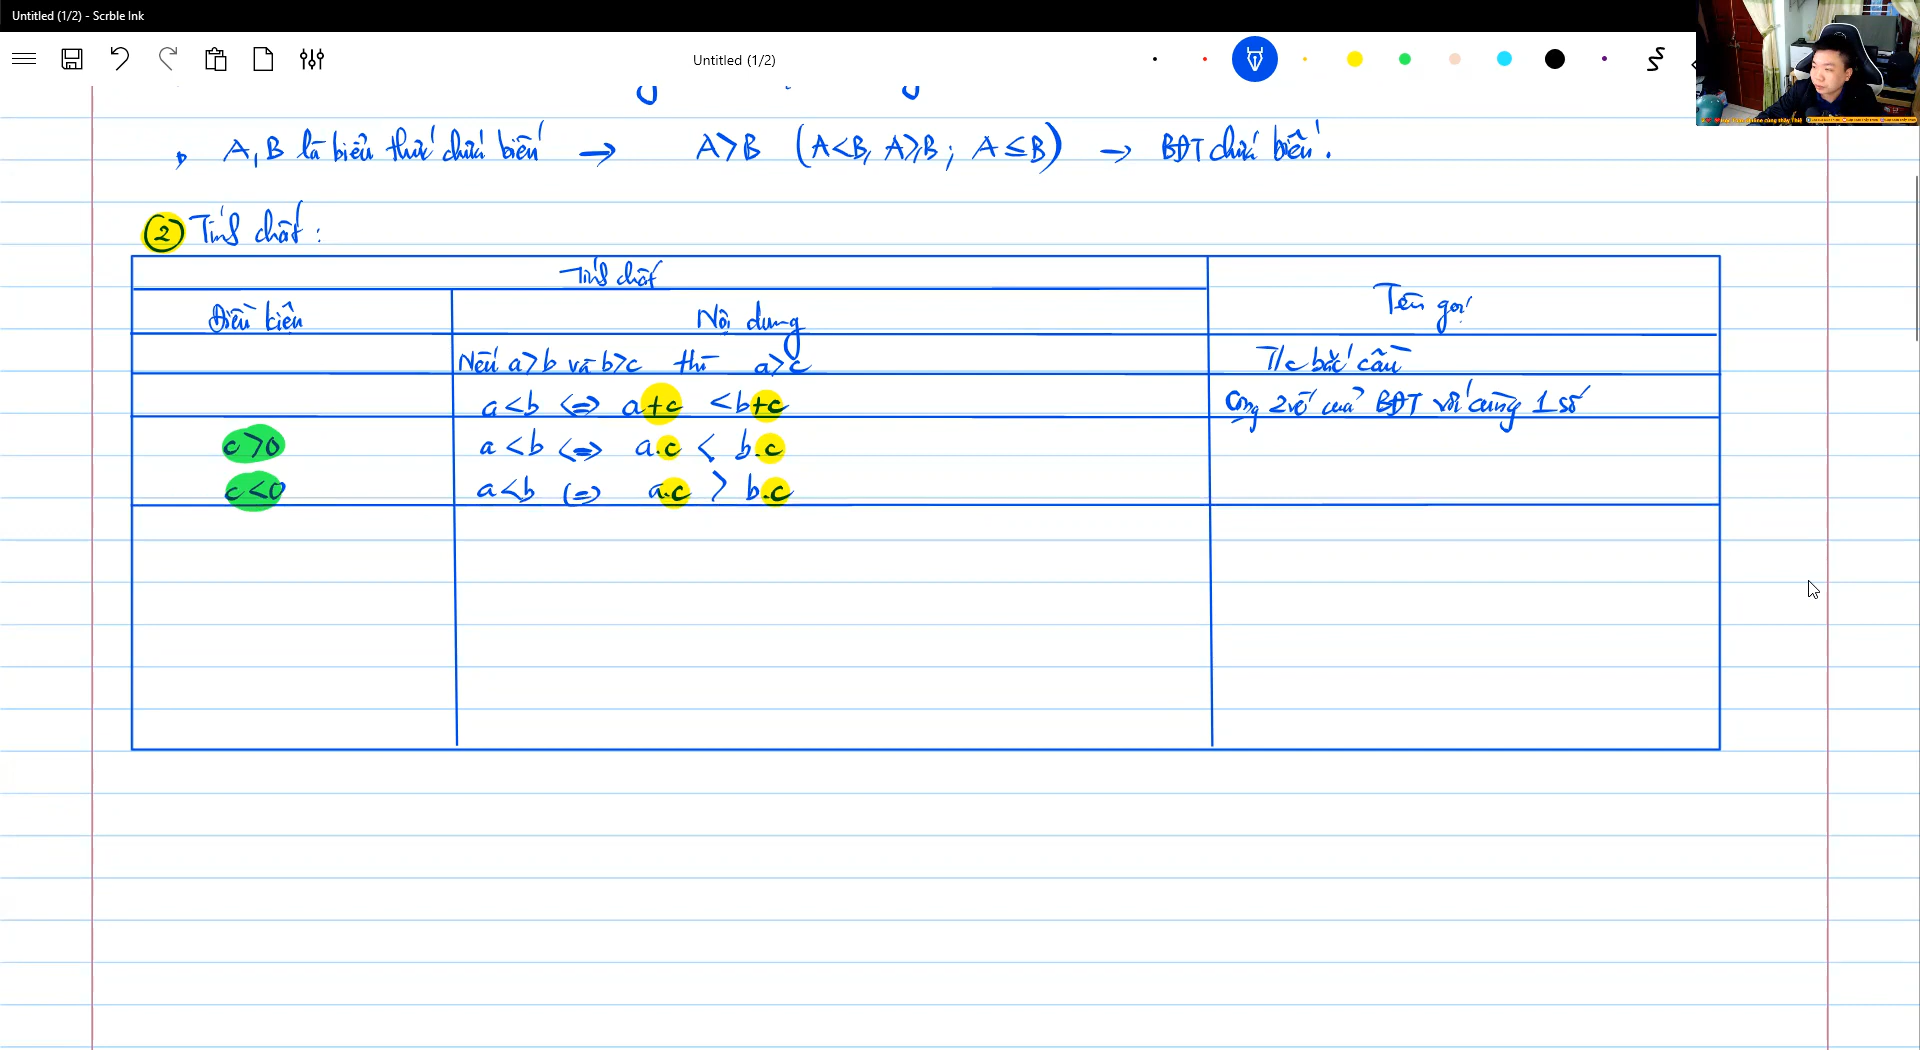 Untitled (1/2) - Scrble Ink
Untitled (1/2)
A, B là biểu thức chứa biến → A>B (A<B, A≥B; A≤B) → BĐT chứa biến.
② Tính chất:
Tính chất
Tên gọi
Điều kiện
Nội dung
Nếu a>b và b>c thì a>c
T/c bắc cầu
a<b <=> a+c <b+c
Cộng 2 vế của BĐT với cùng 1 số
c>0
a<b <=> a.c < b.c
c<0
a<b <=> a.c > b.c